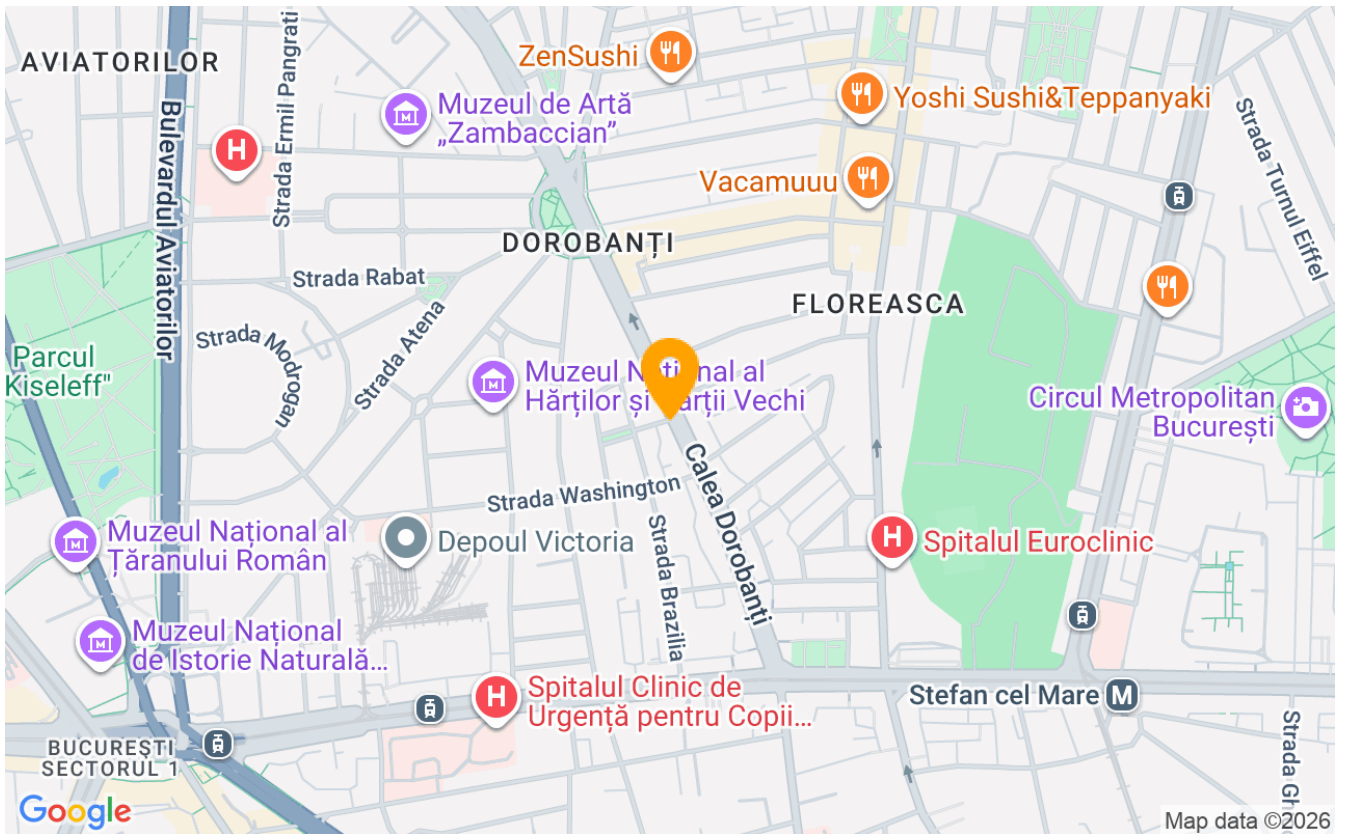 AVIATORILOR
ZenSushi
Strada Ermil Pangrati
Muzeul de Artă
„Zambaccian”
Yoshi Sushi&Teppanyaki
Strada Turnul Eiffel
H
Bulevardul Aviatorilor
Vacamuuu
DOROBANȚI
Strada Rabat
FLOREASCA
Strada Modrogan
Strada Atena
Parcul
Kiseleff"
Muzeul Național al
Hărților și Cărții Vechi
Circul Metropolitan
București
Calea Dorobanți
Strada Washington
Muzeul Național al
Țăranului Român
Depoul Victoria
Strada Brazilia
H
Spitalul Euroclinic
Muzeul Național
de Istorie Naturală...
H
Spitalul Clinic de
Urgență pentru Copii...
Stefan cel Mare
M
BUCUREȘTI
SECTORUL 1
Strada Gh
Google
Map data ©2026